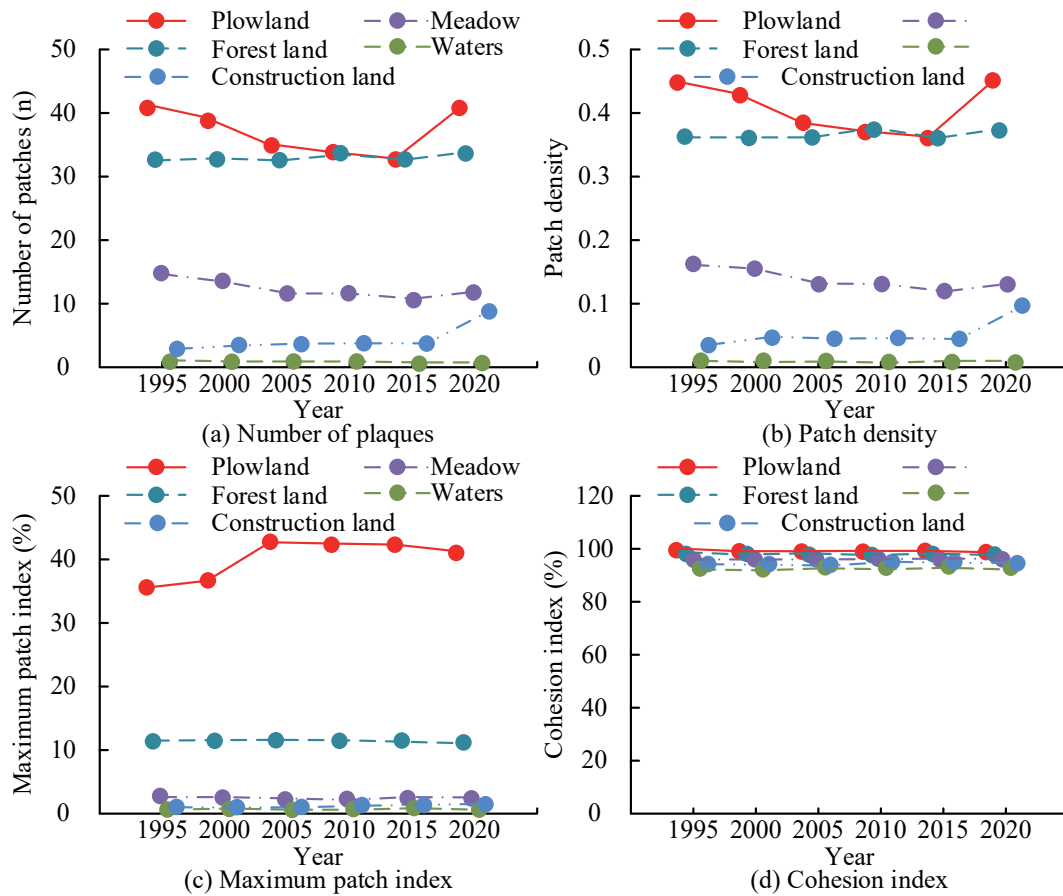 Plowland
Meadow
Forest land
Waters
Construction land
50
40
30
20
10
0
Number of patches (n)
1995 2000 2005 2010 2015 2020
Year
(a) Number of plaques
Plowland
Forest land
Construction land
0.5
0.4
0.3
0.2
0.1
0
Patch density
1995 2000 2005 2010 2015 2020
Year
(b) Patch density
Plowland
Meadow
Forest land
Waters
Construction land
50
40
30
20
10
0
Maximum patch index (%)
1995 2000 2005 2010 2015 2020
Year
(c) Maximum patch index
Plowland
Forest land
Construction land
120
100
80
60
40
20
0
Cohesion index (%)
1995 2000 2005 2010 2015 2020
Year
(d) Cohesion index